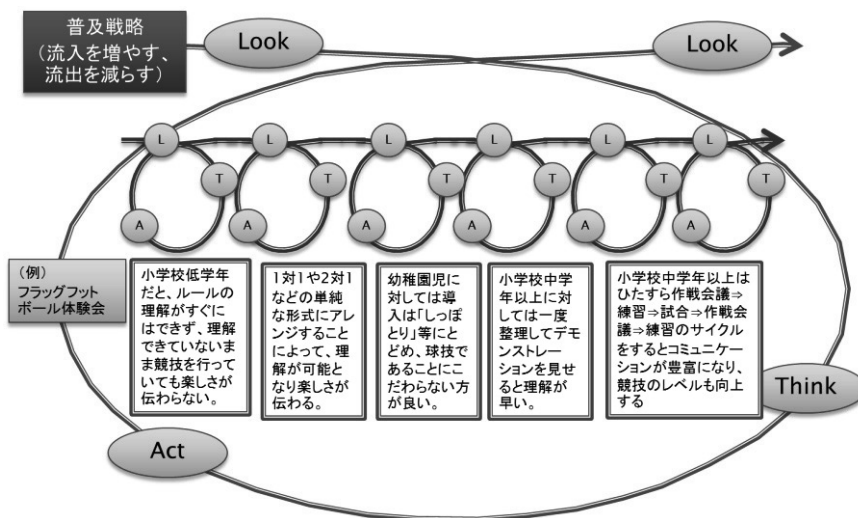 普及戦略
（流入を増やす、
流出を減らす）
Look
Look
L
L
L
L
L
L
T
T
T
T
T
T
A
A
A
A
A
A
（例）
フラッグフット
ボール体験会
小学校低学年
だと、ルールの
理解がすぐに
はできず、理解
できていないま
ま競技を行って
いても楽しさが
伝わらない。
1対1や2対1
などの単純
な形式にアレ
ンジすること
によって、理
解が可能と
なり楽しさが
伝わる。
幼稚園児に
対しては導
入は「しっぽ
とり」等にと
どめ、球技で
あることにこ
だわらない方
が良い。
小学校中学
年以上に対
しては一度
整理してデモ
ンストレー
ションを見せ
ると理解が
早い。
小学校中学年以上は
ひたすら作戦会議⇒
練習⇒試合⇒作戦会
議⇒練習のサイクル
をするとコミュニケー
ションが豊富になり、
競技のレベルも向上
する
Think
Act